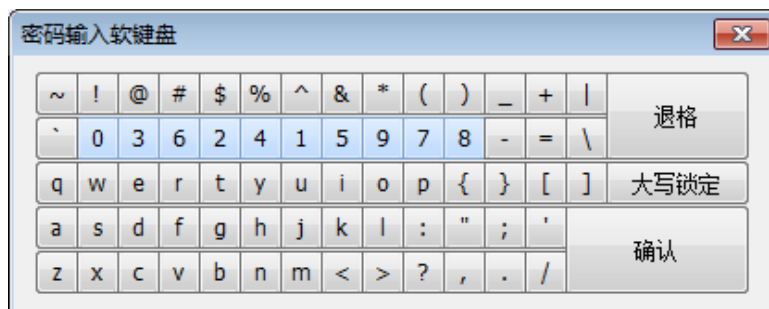 密码输入软键盘
~ ! @ # $ % ^ & * ( ) _ + | 退格
` 0 3 6 2 4 1 5 9 7 8 - = \
q w e r t y u i o p { } [ ] 大写锁定
a s d f g h j k l : " ; ' 确认
z x c v b n m < > ? , . /